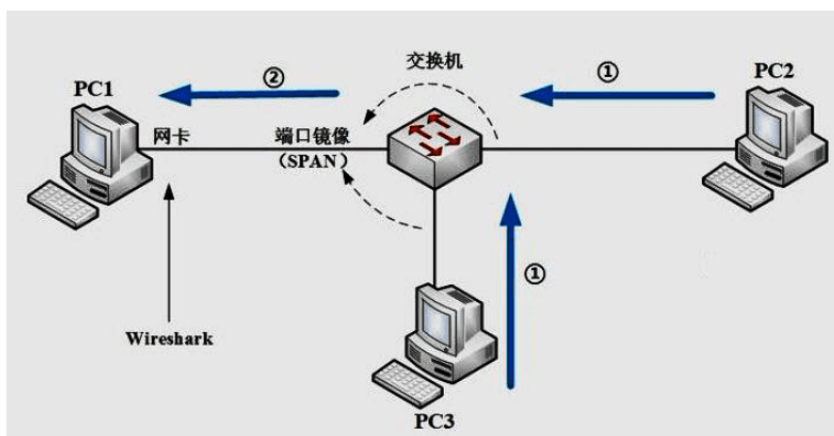 交换机
②
①
PC1
PC2
网卡
端口镜像
（SPAN）
①
Wireshark
PC3